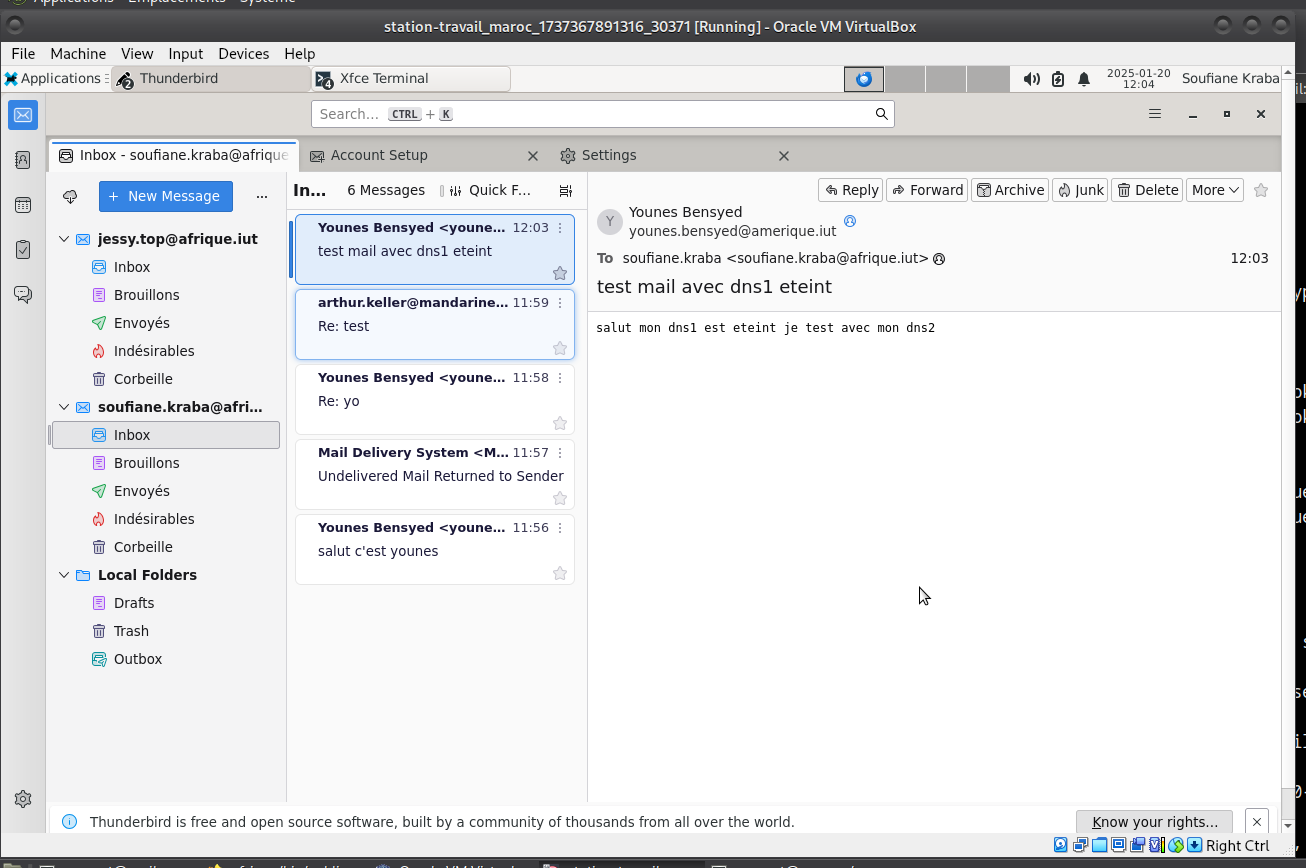 Applications Emplacements Système
station-travail_maroc_1737367891316_30371 [Running] - Oracle VM VirtualBox
File Machine View Input Devices Help
Applications Thunderbird Xfce Terminal 2025-01-20 12:04 Soufiane Kraba
2 4
Search... CTRL + K
Inbox - soufiane.kraba@afrique Account Setup Settings
New Message
jessy.top@afrique.iut
Inbox
Brouillons
Envoyés
Indésirables
Corbeille
soufiane.kraba@afri...
Inbox
Brouillons
Envoyés
Indésirables
Corbeille
Local Folders
Drafts
Trash
Outbox
In... 6 Messages Quick F...
Younes Bensyed <youne... 12:03
test mail avec dns1 eteint
arthur.keller@mandarine... 11:59
Re: test
Younes Bensyed <youne... 11:58
Re: yo
Mail Delivery System <M... 11:57
Undelivered Mail Returned to Sender
Younes Bensyed <youne... 11:56
salut c'est younes
Reply Forward Archive Junk Delete More
Y
Younes Bensyed
younes.bensyed@amerique.iut
To soufiane.kraba <soufiane.kraba@afrique.iut> 12:03
test mail avec dns1 eteint
salut mon dns1 est eteint je test avec mon dns2
Thunderbird is free and open source software, built by a community of thousands from all over the world.
Know your rights...
Right Ctrl